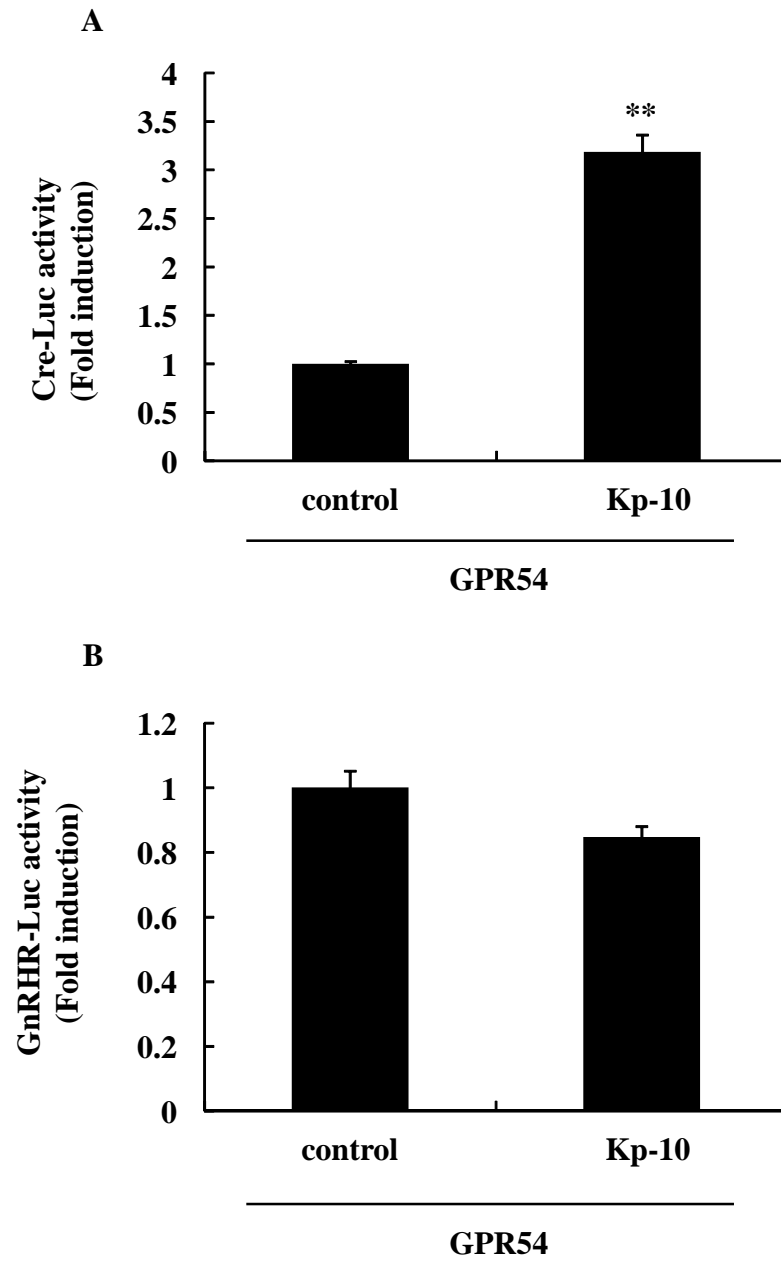 A
Cre-Luc activity
(Fold induction)
4
3.5
3
2.5
2
1.5
1
0.5
0
**
control Kp-10
GPR54
B
GnRHR-Luc activity
(Fold induction)
1.2
1
0.8
0.6
0.4
0.2
0
control Kp-10
GPR54